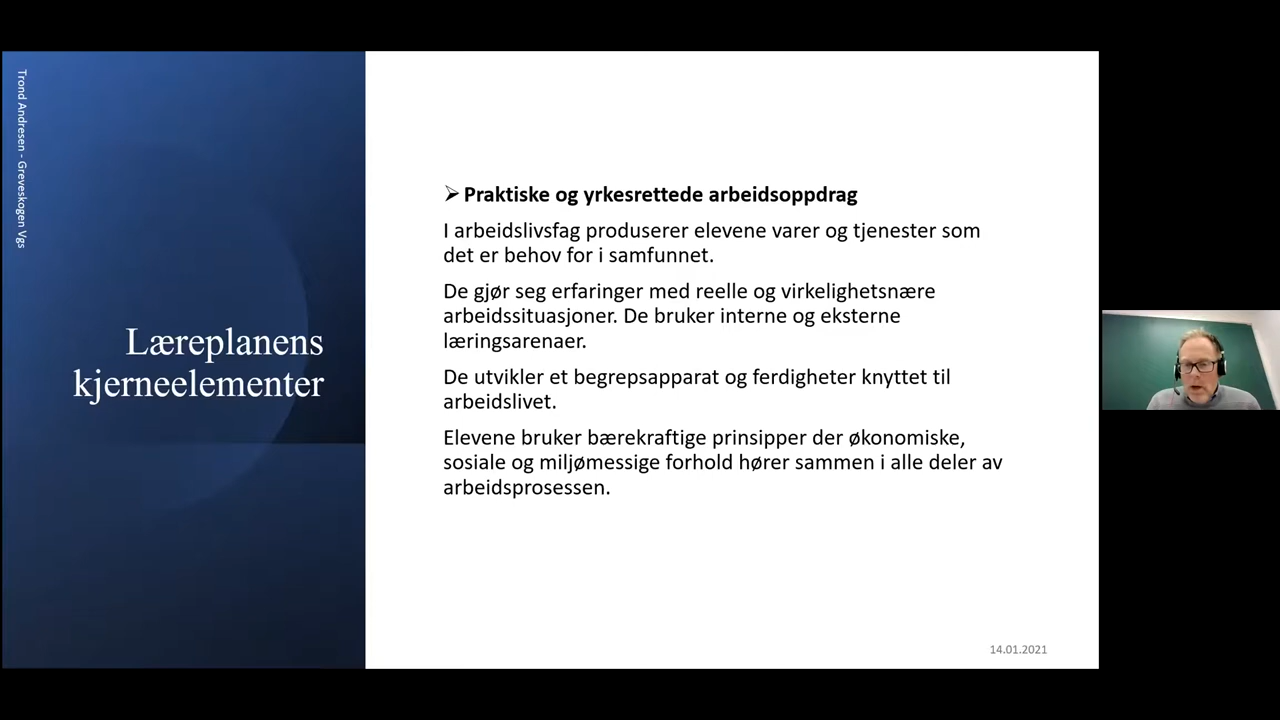 Trond Andresen - Greveskogen Vgs
Læreplanens
kjerneelementer
Praktiske og yrkesrettede arbeidsoppdrag
I arbeidslivsfag produserer elevene varer og tjenester som
det er behov for i samfunnet.
De gjør seg erfaringer med reelle og virkelighetsnære
arbeidssituasjoner. De bruker interne og eksterne
læringsarenaer.
De utvikler et begrepsapparat og ferdigheter knyttet til
arbeidslivet.
Elevene bruker bærekraftige prinsipper der økonomiske,
sosiale og miljømessige forhold hører sammen i alle deler av
arbeidsprosessen.
14.01.2021